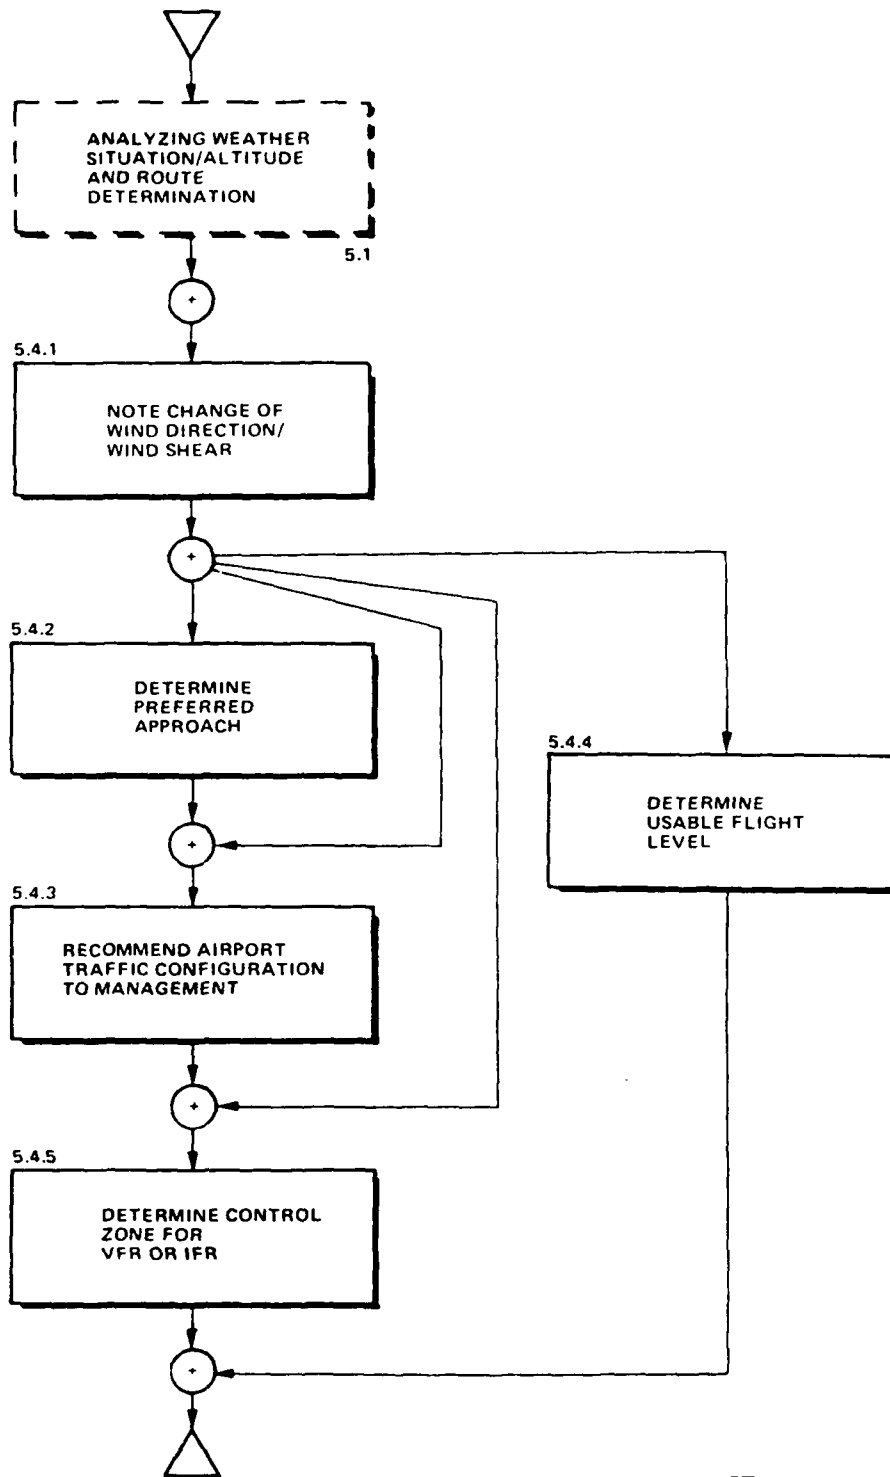 ANALYZING WEATHER
SITUATION/ALTITUDE
AND ROUTE
DETERMINATION
5.1
+
5.4.1
NOTE CHANGE OF
WIND DIRECTION/
WIND SHEAR
+
5.4.2
DETERMINE
PREFERRED
APPROACH
5.4.4
DETERMINE
USABLE FLIGHT
LEVEL
+
5.4.3
RECOMMEND AIRPORT
TRAFFIC CONFIGURATION
TO MANAGEMENT
+
5.4.5
DETERMINE CONTROL
ZONE FOR
VFR OR IFR
+